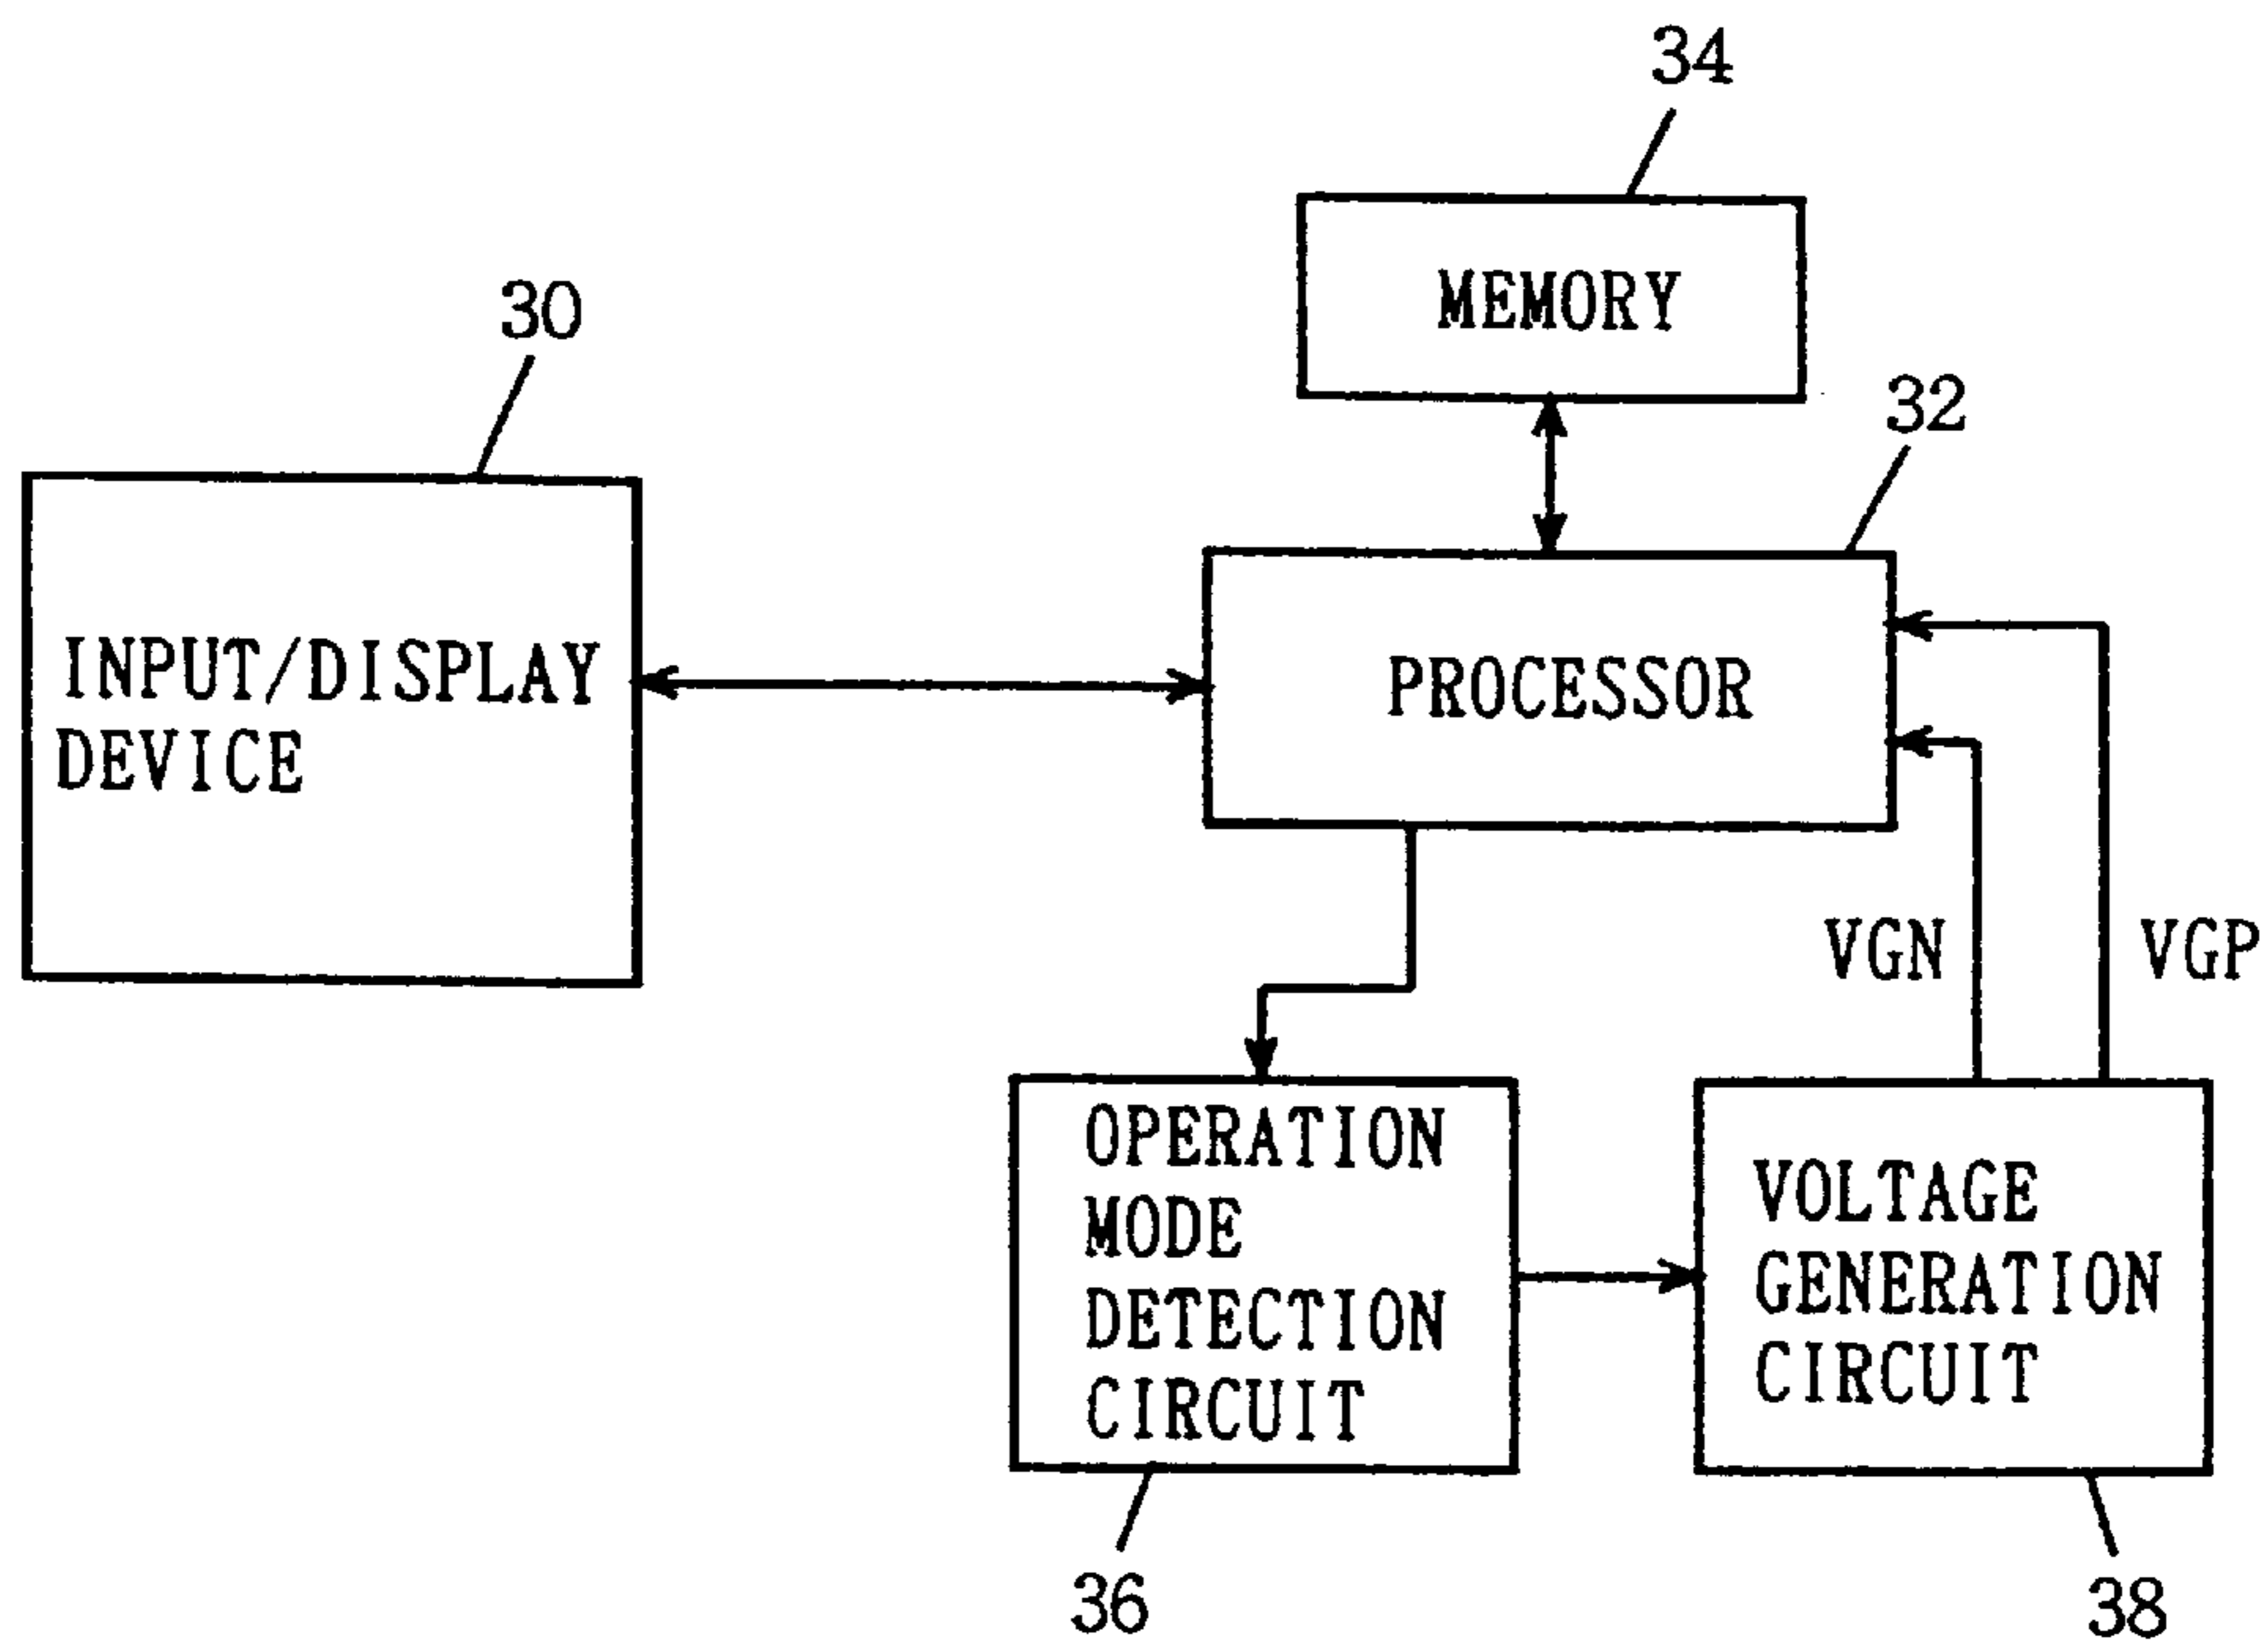 34
MEMORY
30
32
INPUT/DISPLAY
DEVICE
PROCESSOR
VGN
VGP
OPERATION
MODE
DETECTION
CIRCUIT
VOLTAGE
GENERATION
CIRCUIT
36
38